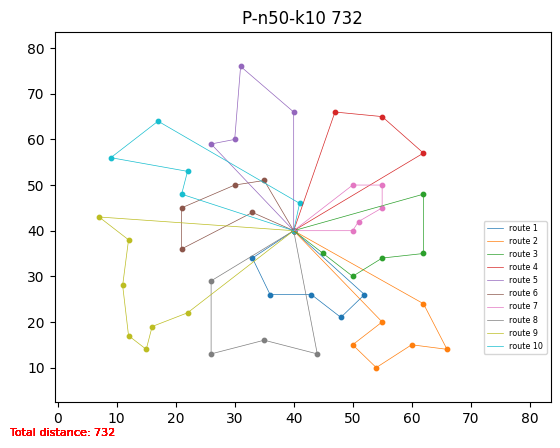 P-n50-k10 732
80
70
60
50
40
30
20
10
0 10 20 30 40 50 60 70 80
route 1
route 2
route 3
route 4
route 5
route 6
route 7
route 8
route 9
route 10
Total distance: 732